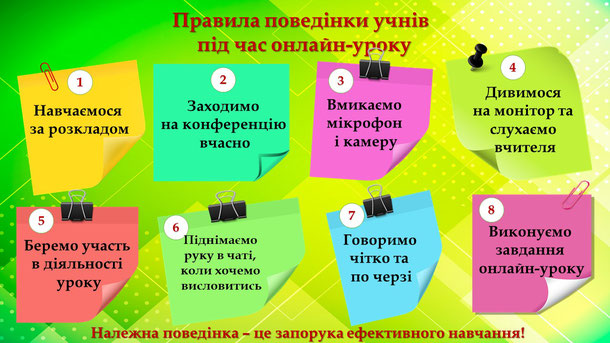 Правила поведінки учнів
під час онлайн-уроку
1
Навчаємося
за розкладом
2
Заходимо
на конференцію
вчасно
3
Вмикаємо
мікрофон
і камеру
4
Дивимося
на монітор та
слухаємо
вчителя
5
Беремо участь
в діяльності
уроку
6
Піднімаємо
руку в чаті,
коли хочемо
висловитись
7
Говоримо
чітко та
по черзі
8
Виконуємо
завдання
онлайн-уроку
Належна поведінка – це запорука ефективного навчання!